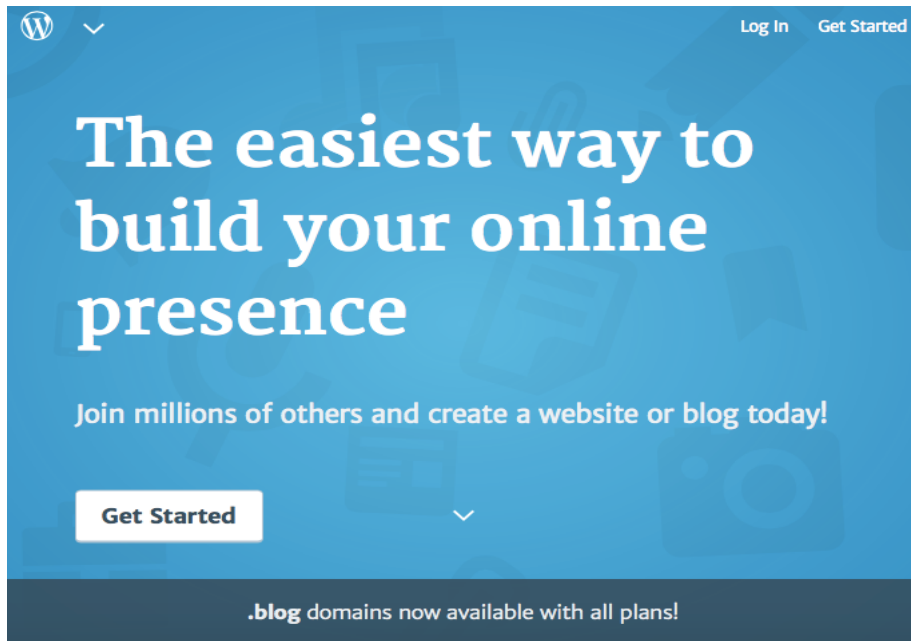 Log In Get Started
The easiest way to
build your online
presence
Join millions of others and create a website or blog today!
Get Started
.blog domains now available with all plans!